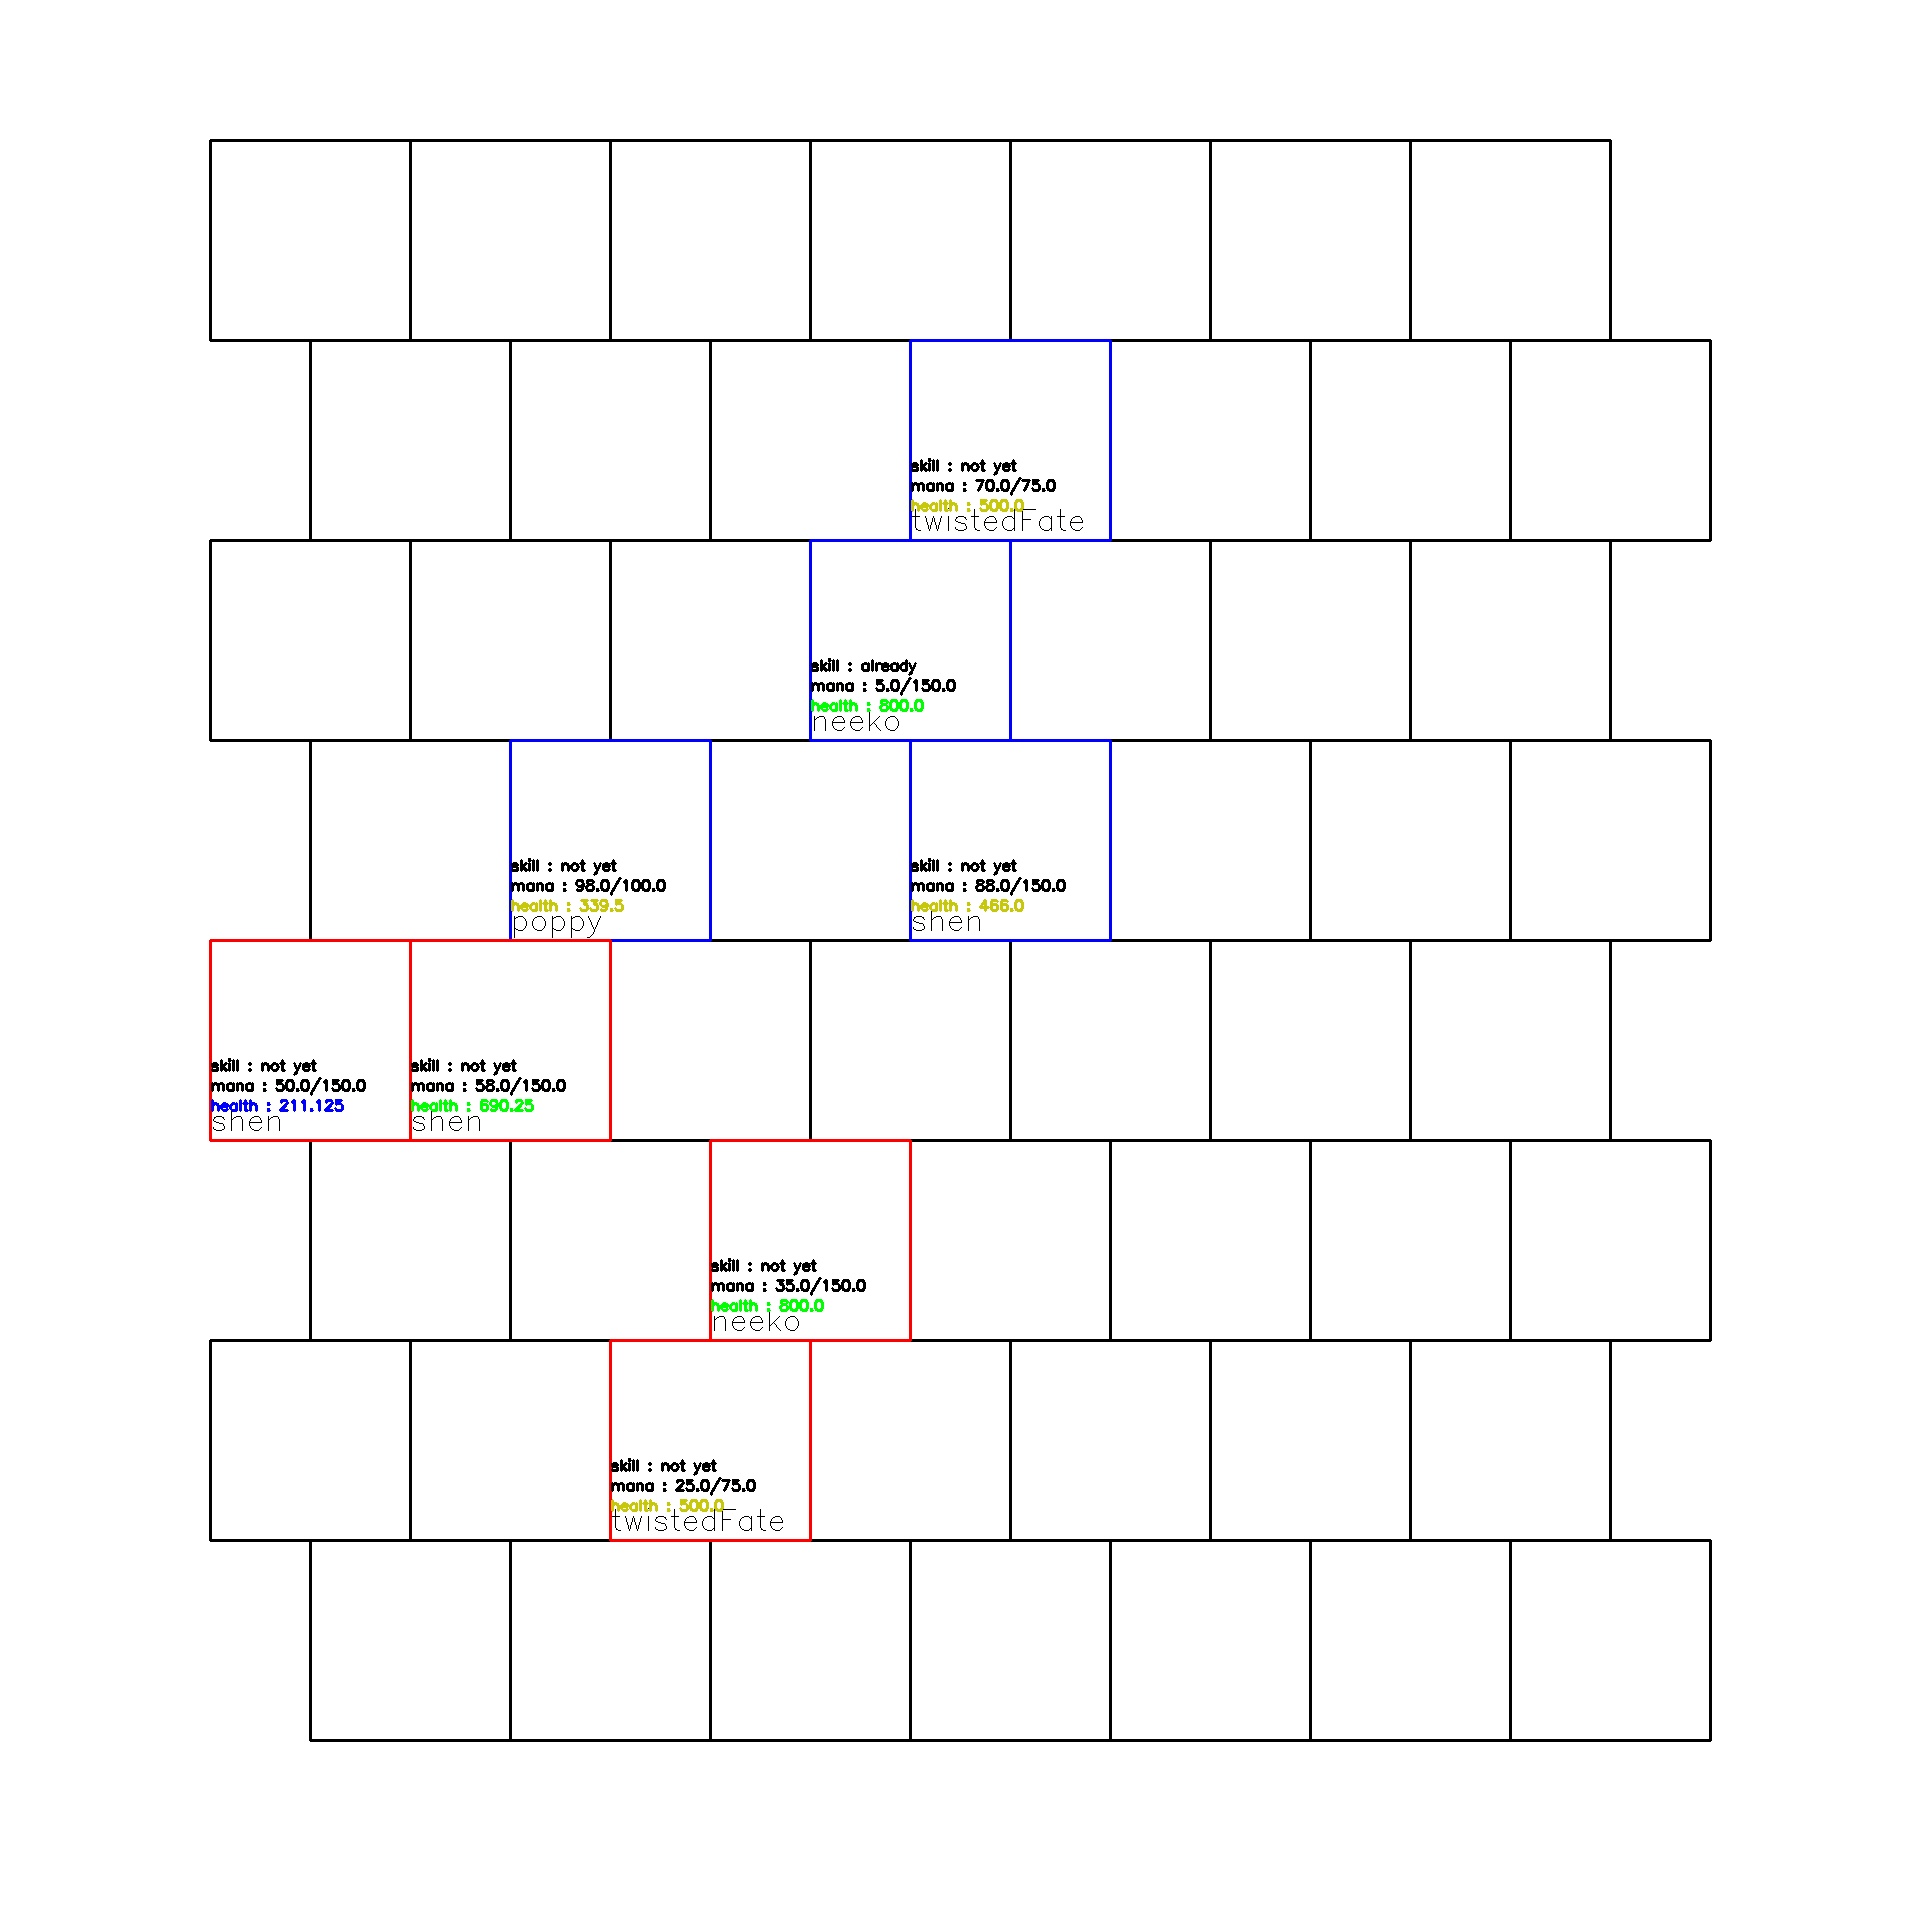 skill : not yet
mana : 70.0/75.0
health : 500.0
twistedFate
skill : already
mana : 5.0/150.0
health : 800.0
neeko
skill : not yet
mana : 98.0/100.0
health : 339.5
poppy
skill : not yet
mana : 88.0/150.0
health : 466.0
shen
skill : not yet
mana : 50.0/150.0
health : 211.125
shen
skill : not yet
mana : 58.0/150.0
health : 690.25
shen
skill : not yet
mana : 35.0/150.0
health : 800.0
neeko
skill : not yet
mana : 25.0/75.0
health : 500.0
twistedFate